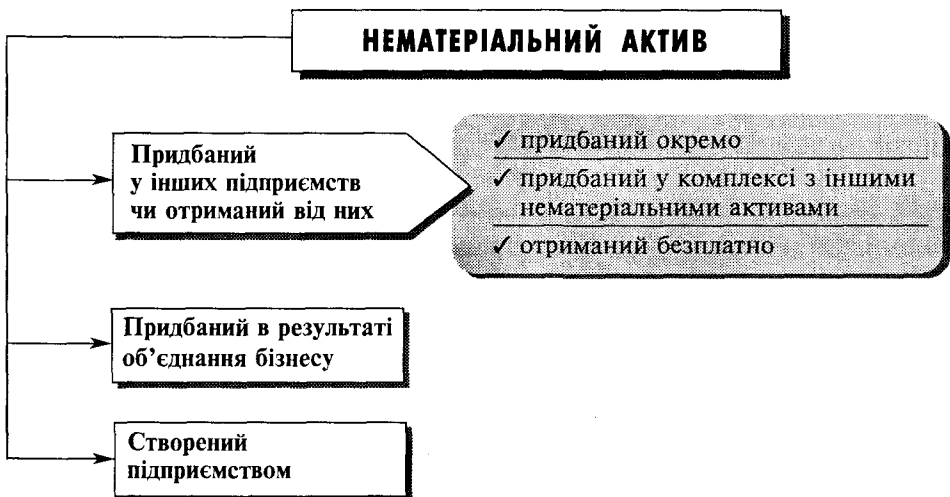 НЕМАТЕРІАЛЬНИЙ АКТИВ
Придбаний
у інших підприємств
чи отриманий від них
✓ придбаний окремо
✓ придбаний у комплексі з іншими
нематеріальними активами
✓ отриманий безплатно
Придбаний в результаті
об’єднання бізнесу
Створений
підприємством